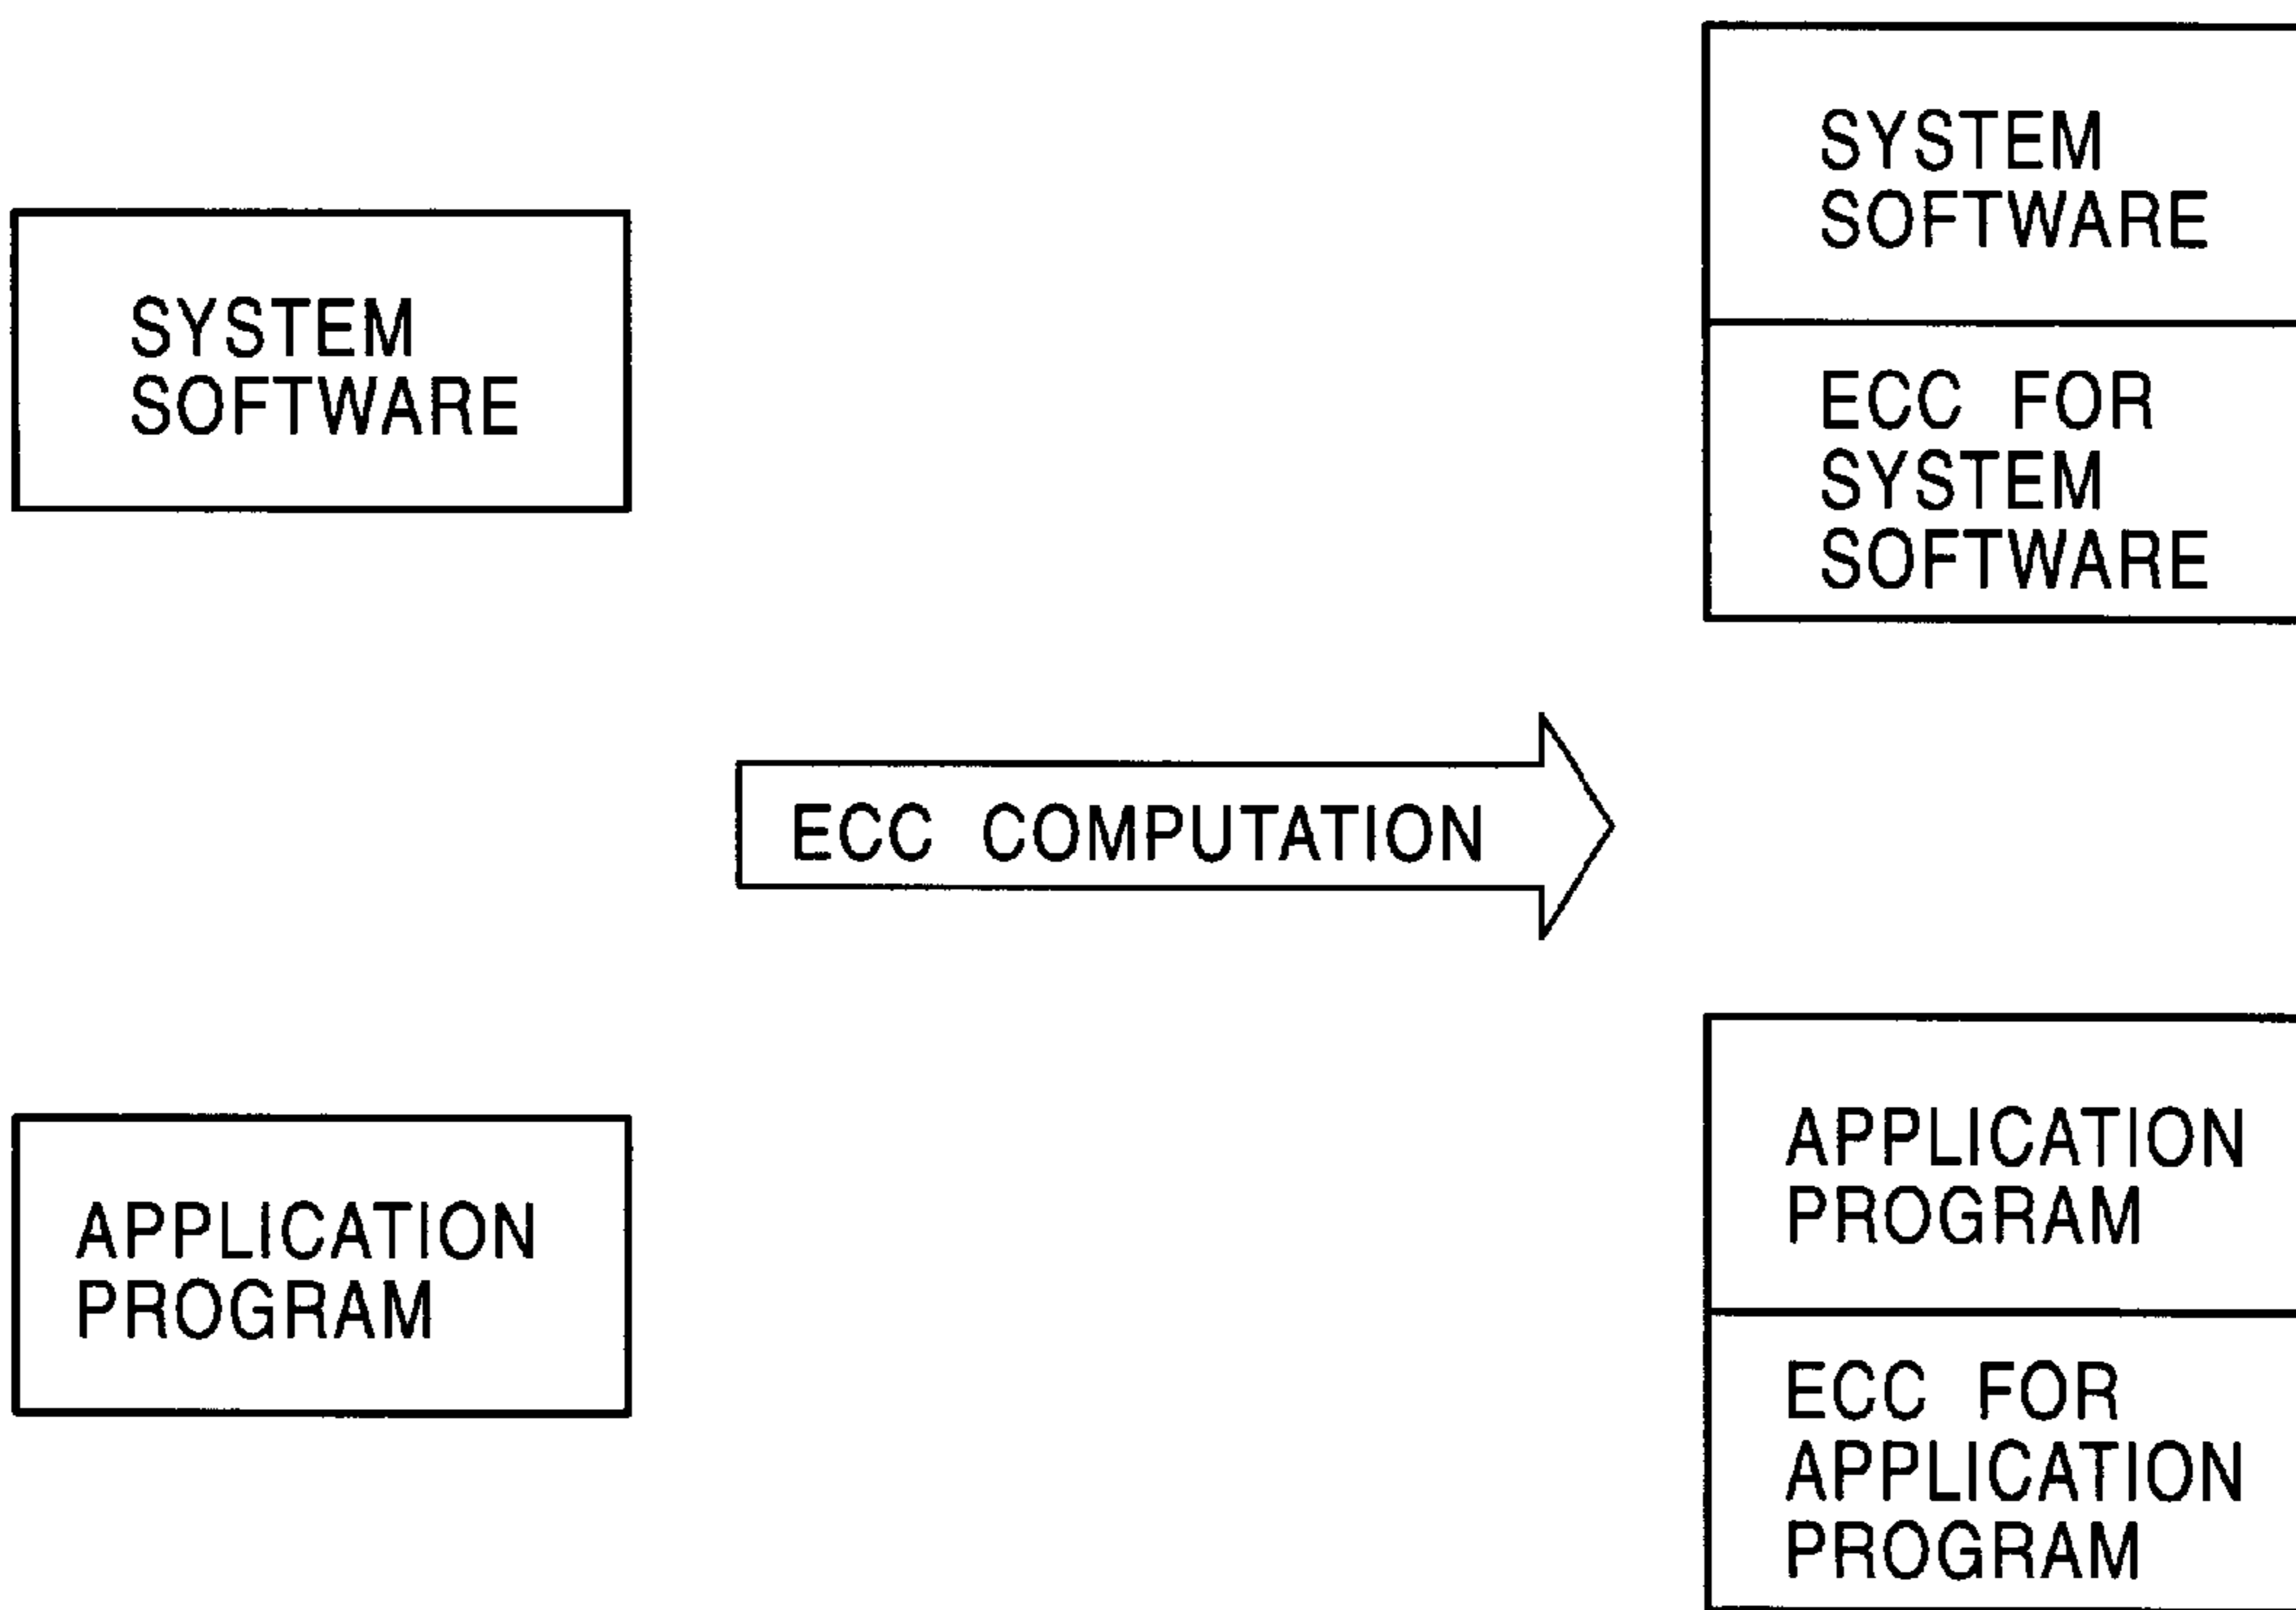 SYSTEM
SOFTWARE
APPLICATION
PROGRAM
ECC COMPUTATION
SYSTEM
SOFTWARE
ECC FOR
SYSTEM
SOFTWARE
APPLICATION
PROGRAM
ECC FOR
APPLICATION
PROGRAM